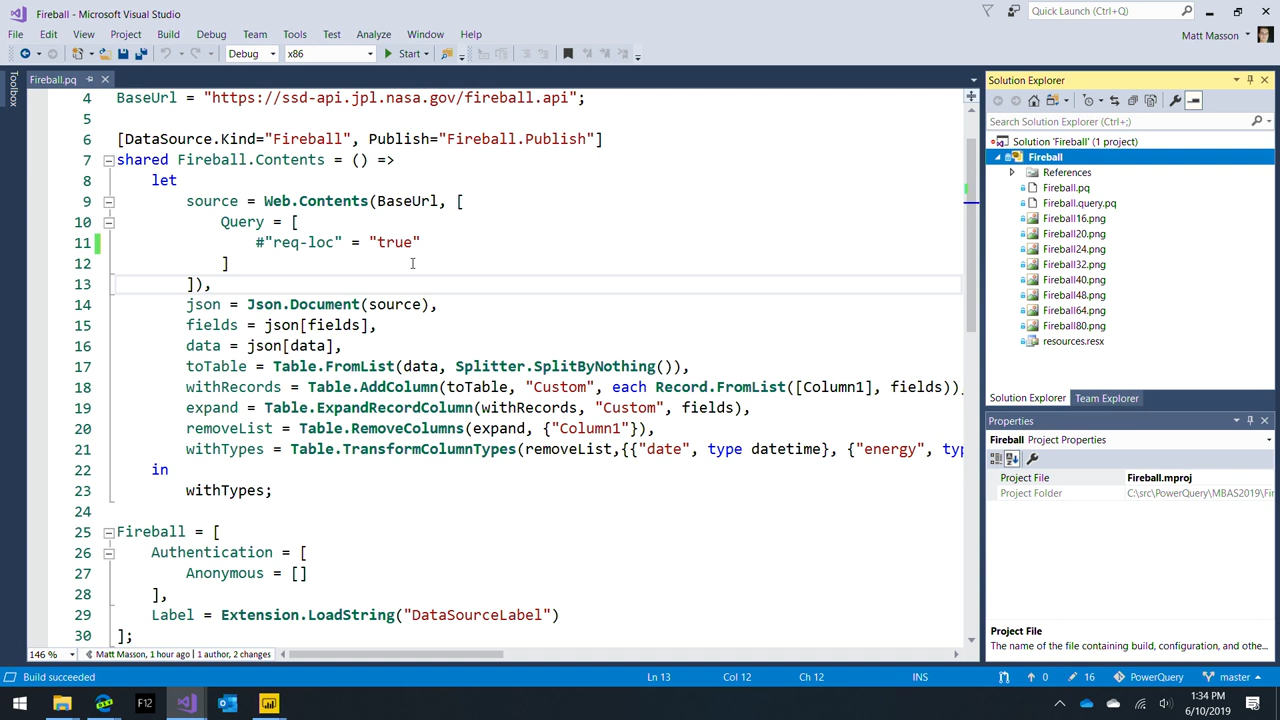 Fireball - Microsoft Visual Studio
Quick Launch (Ctrl+Q)
File Edit View Project Build Debug Team Tools Test Analyze Window Help
Matt Masson
Debug x86 Start
Toolbox
Fireball.pq
4 BaseUrl = "https://ssd-api.jpl.nasa.gov/fireball.api";
5
6 [DataSource.Kind="Fireball", Publish="Fireball.Publish"]
7 shared Fireball.Contents = () =>
8 let
9 source = Web.Contents(BaseUrl, [
10 Query = [
11 #"req-loc" = "true"
12 ]
13 ]),
14 json = Json.Document(source),
15 fields = json[fields],
16 data = json[data],
17 toTable = Table.FromList(data, Splitter.SplitByNothing()),
18 withRecords = Table.AddColumn(toTable, "Custom", each Record.FromList([Column1], fields))
19 expand = Table.ExpandRecordColumn(withRecords, "Custom", fields),
20 removeList = Table.RemoveColumns(expand, {"Column1"}),
21 withTypes = Table.TransformColumnTypes(removeList,{{"date", type datetime}, {"energy", typ
22 in
23 withTypes;
24
25 Fireball = [
26 Authentication = [
27 Anonymous = []
28 ],
29 Label = Extension.LoadString("DataSourceLabel")
30 ];
146 % Matt Masson, 1 hour ago | 1 author, 2 changes
Solution Explorer
Search Solution Explorer (Ctrl+;)
Solution 'Fireball' (1 project)
Fireball
References
Fireball.pq
Fireball.query.pq
Fireball16.png
Fireball20.png
Fireball24.png
Fireball32.png
Fireball40.png
Fireball48.png
Fireball64.png
Fireball80.png
resources.resx
Solution Explorer Team Explorer
Properties
Fireball Project Properties
Project File Fireball.mproj
Project Folder C:\src\PowerQuery\MBAS2019\Fi
Project File
The name of the file containing build, configuration, and othe...
Build succeeded Ln 13 Col 12 Ch 12 INS 0 16 PowerQuery master
F12
1:34 PM
6/10/2019